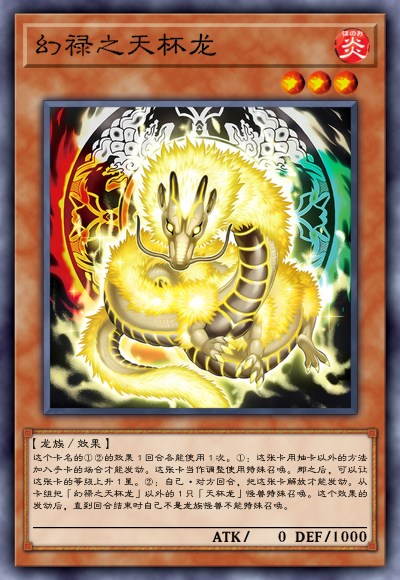 幻禄之天杯龙
ほのお
炎
【龙族／效果】
这个卡名的①②的效果1回合各能使用1次。①：这张卡用抽卡以外的方法
加入手卡的场合才能发动。这张卡当作调整使用特殊召唤。那之后，可以让
这张卡的等级上升1星。②：自己·对方回合，把这张卡解放才能发动。从
卡组把「幻禄之天杯龙」以外的1只「天杯龙」怪兽特殊召唤。这个效果的
发动后，直到回合结束时自己不是龙族怪兽不能特殊召唤。
ATK/ 0 DEF/1000